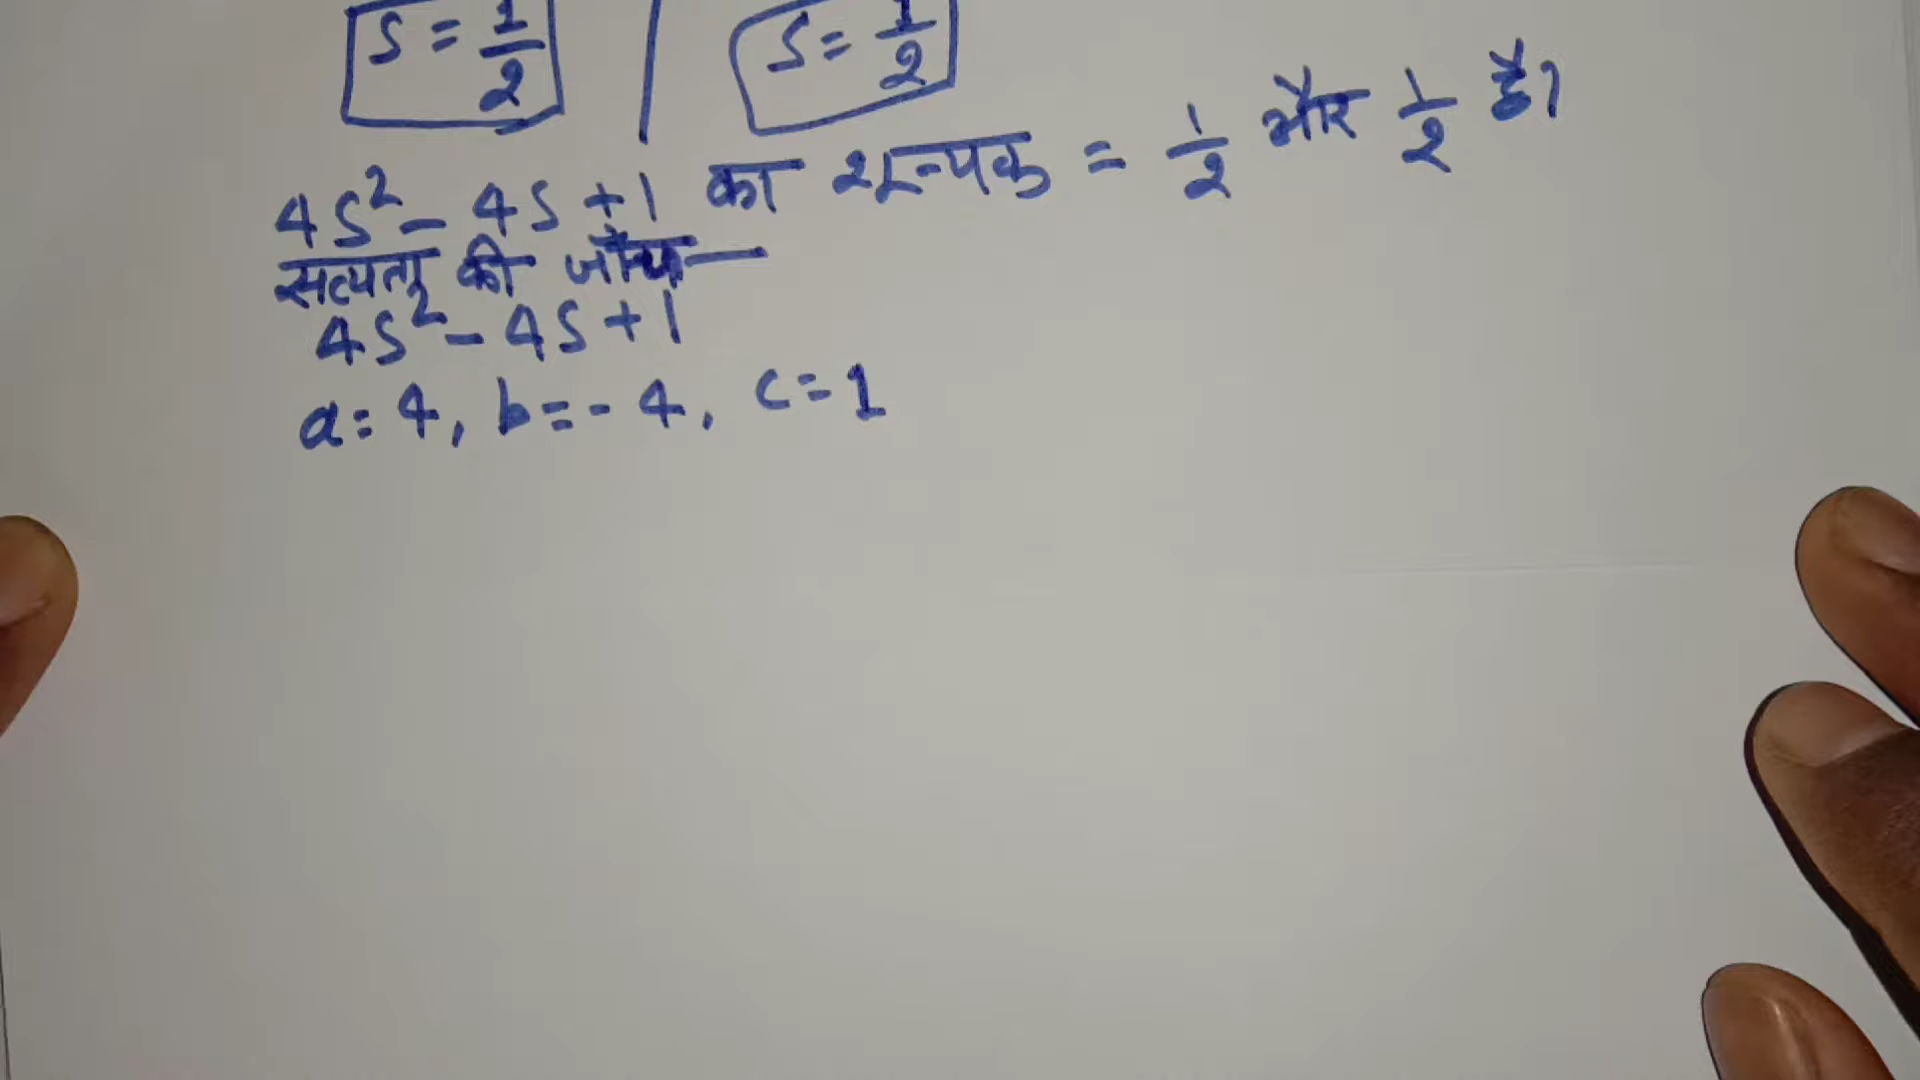 S = 1/2 | S = 1/2
4S² - 4S + 1 का शून्यक = 1/2 और 1/2 है।
सत्यता की जाँच—
4S² - 4S + 1
a = 4, b = - 4, c = 1